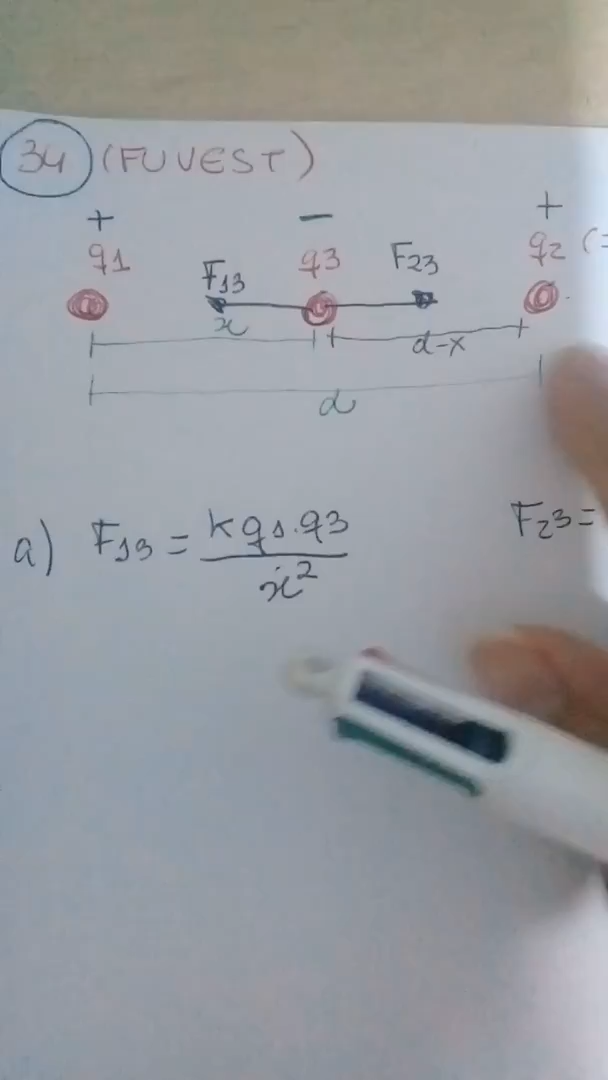 34 (FUVEST)
+ − +
q1 F13 q3 F23 q2 (=
x d-x
d
a) F13 = kq1.q3 / x² F23 =